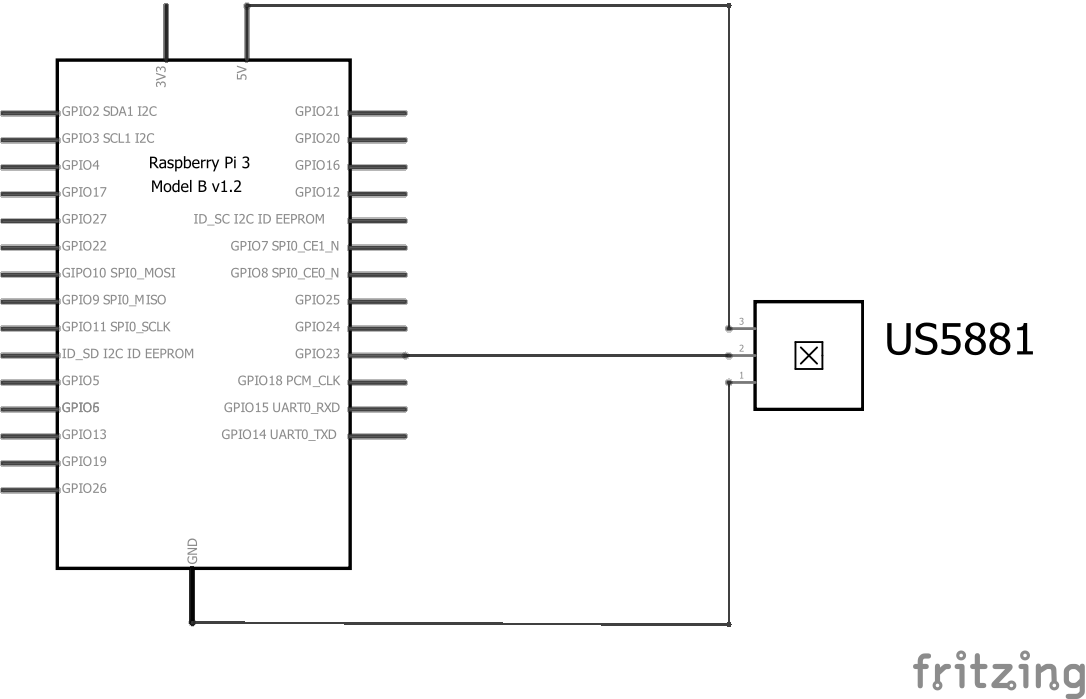 3V3
5V
GPIO2 SDA1 I2C
GPIO3 SCL1 I2C
GPIO4
GPIO17
GPIO27
GPIO22
GIPO10 SPI0_MOSI
GPIO9 SPI0_MISO
GPIO11 SPI0_SCLK
ID_SD I2C ID EEPROM
GPIO5
GPIO6
GPIO13
GPIO19
GPIO26
Raspberry Pi 3
Model B v1.2
GPIO21
GPIO20
GPIO16
GPIO12
ID_SC I2C ID EEPROM
GPIO7 SPI0_CE1_N
GPIO8 SPI0_CE0_N
GPIO25
GPIO24
GPIO23
GPIO18 PCM_CLK
GPIO15 UART0_RXD
GPIO14 UART0_TXD
GND
3
2
1
US5881
fritzing